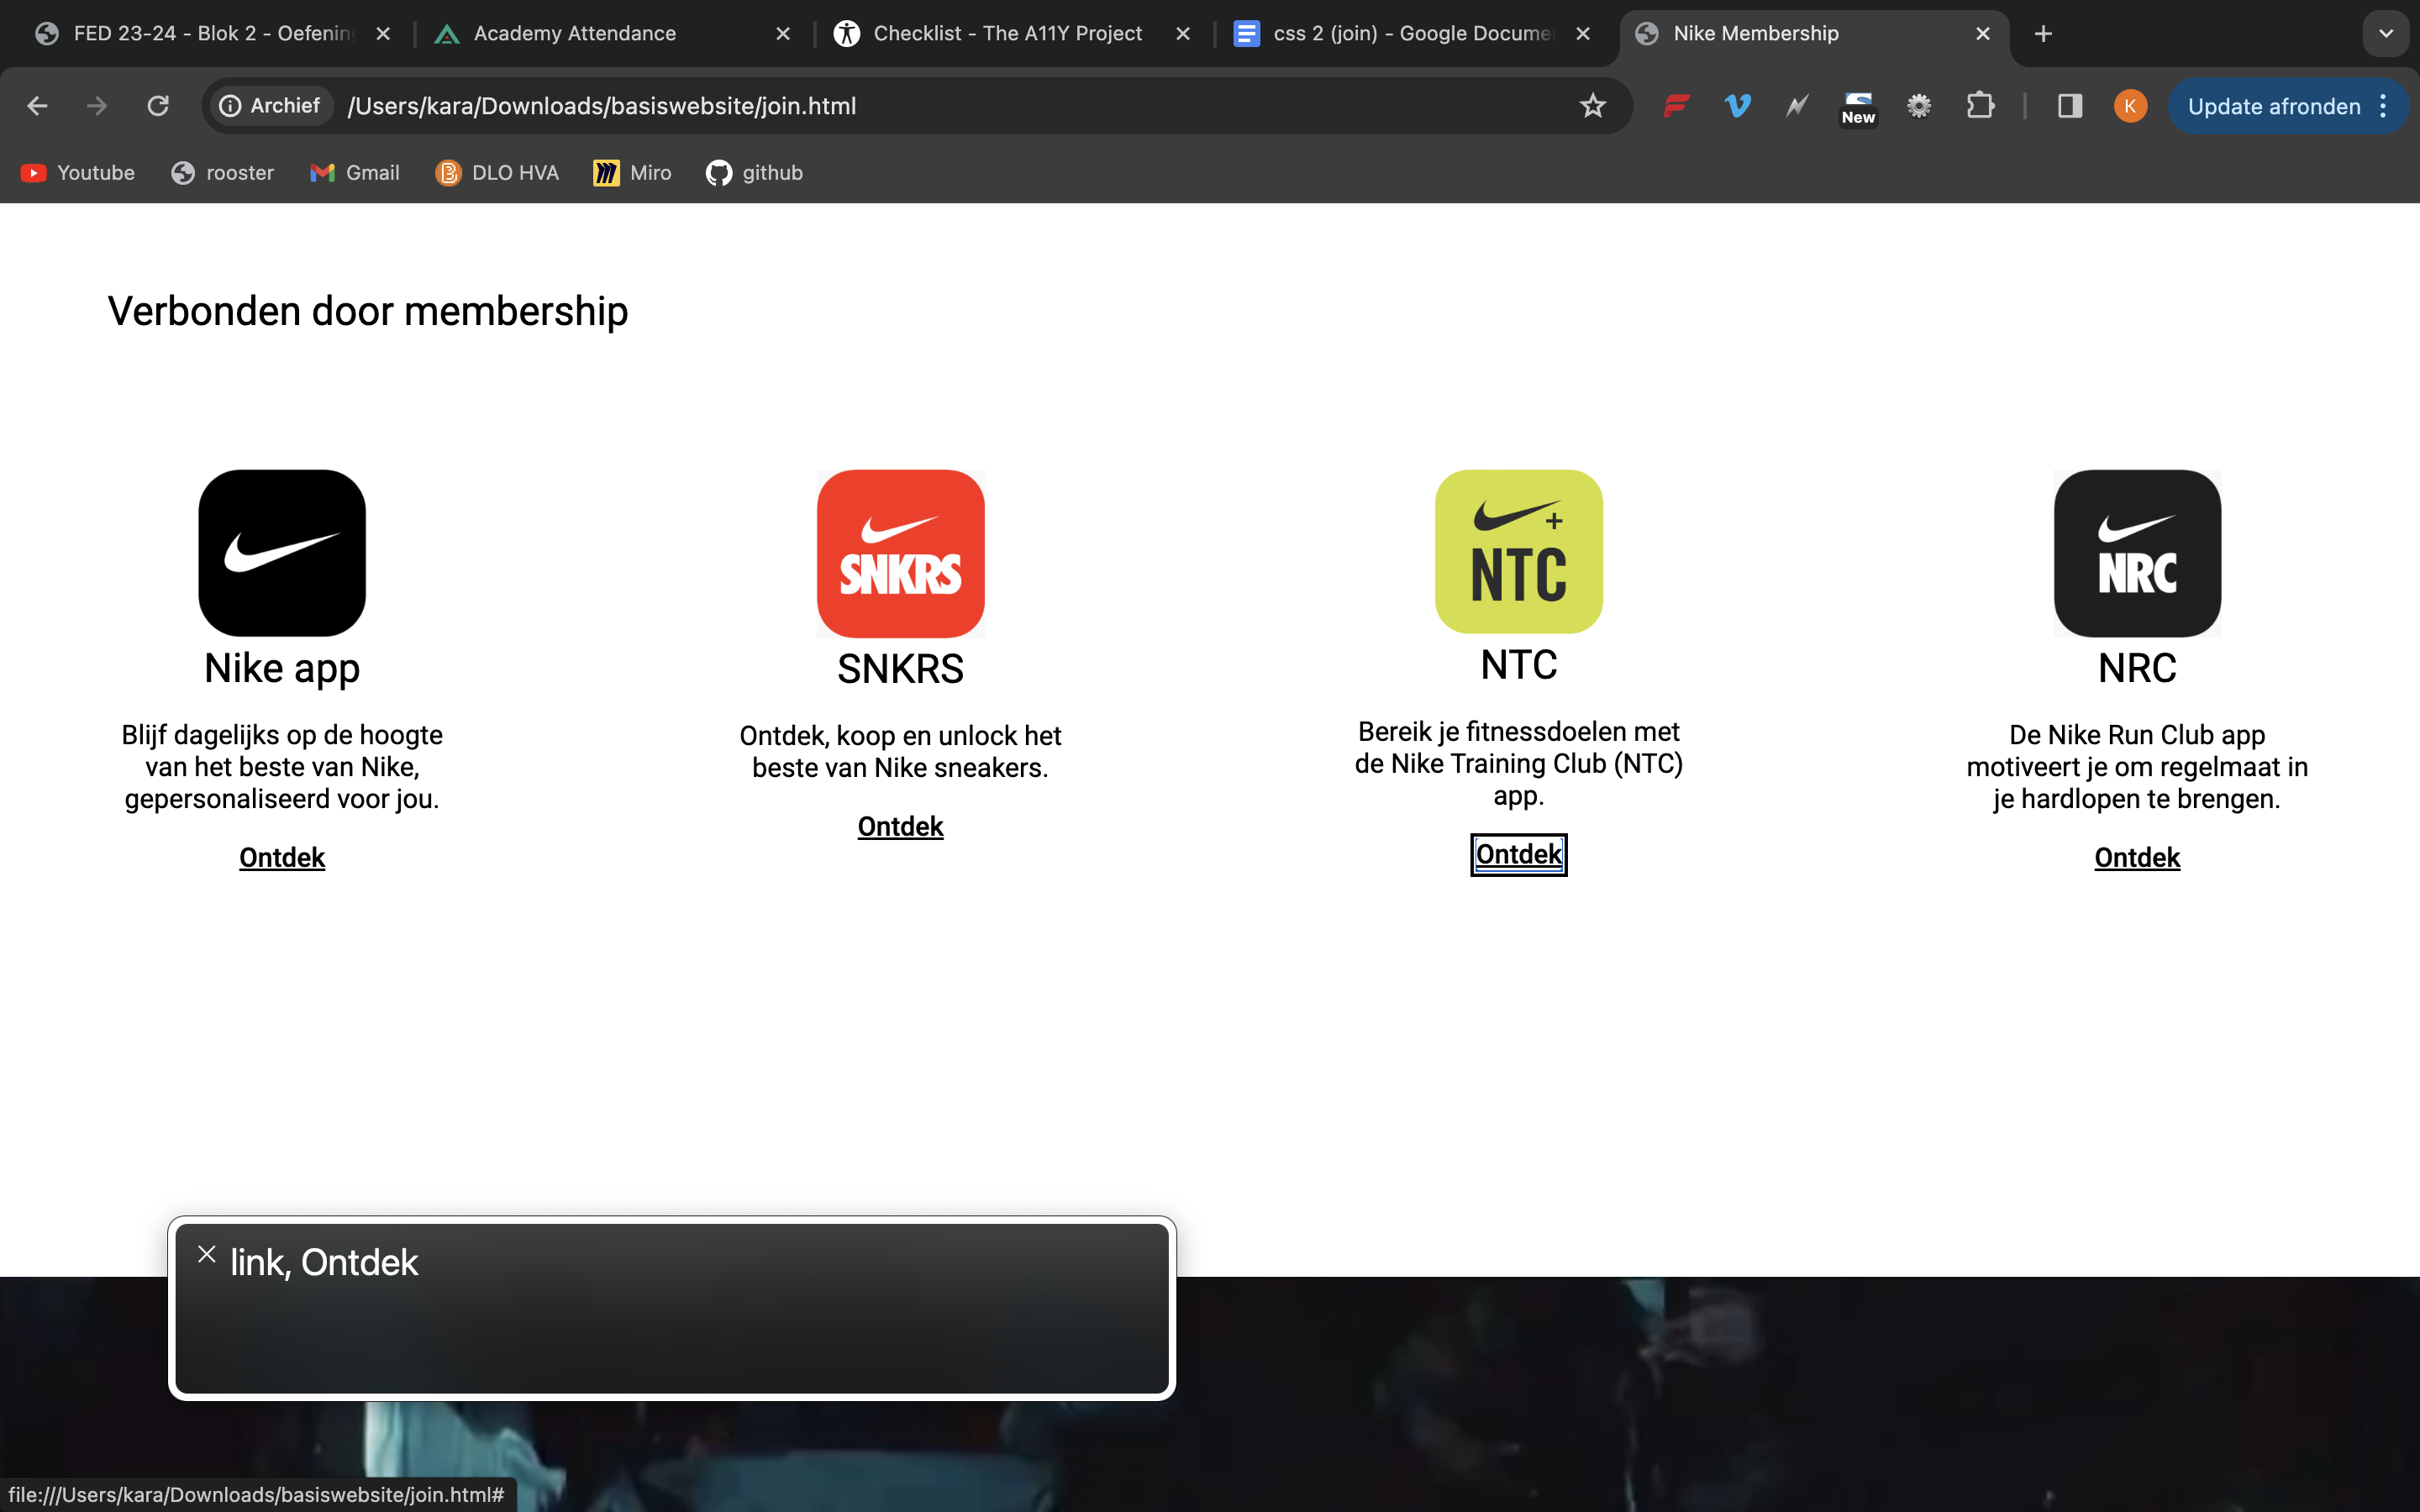 FED 23-24 - Blok 2 - Oefenin
Academy Attendance
Checklist - The A11Y Project
css 2 (join) - Google Docume
Nike Membership
Archief
/Users/kara/Downloads/basiswebsite/join.html
New
K
Update afronden
Youtube
rooster
Gmail
DLO HVA
Miro
github
Verbonden door membership
SNKRS
NTC
NRC
Nike app
Blijf dagelijks op de hoogte
van het beste van Nike,
gepersonaliseerd voor jou.
Ontdek
SNKRS
Ontdek, koop en unlock het
beste van Nike sneakers.
Ontdek
NTC
Bereik je fitnessdoelen met
de Nike Training Club (NTC)
app.
Ontdek
NRC
De Nike Run Club app
motiveert je om regelmaat in
je hardlopen te brengen.
Ontdek
link, Ontdek
file:///Users/kara/Downloads/basiswebsite/join.html#